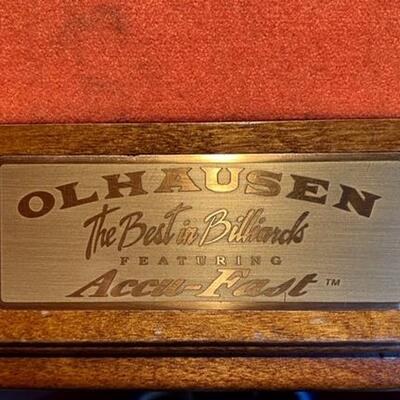 OLHAUSEN
The Best in Billiards
FEATURING
Accu-Fast ™